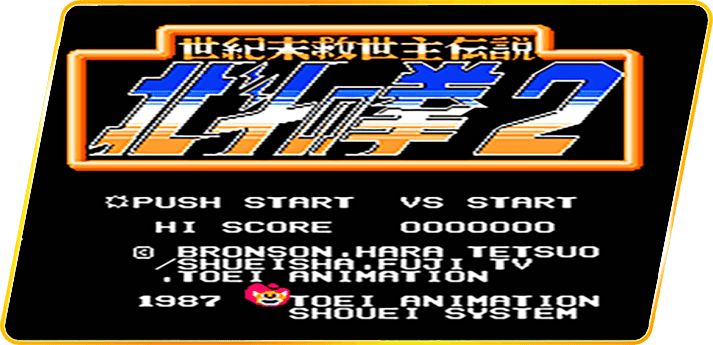 世紀末救世主伝説
北斗の拳2
PUSH START VS START
HI SCORE 0000000
© BRONSON.HARA TETSUO
/SHUEISHA.FUJI TV
.TOEI ANIMATION
1987 TOEI ANIMATION
SHOUEI SYSTEM